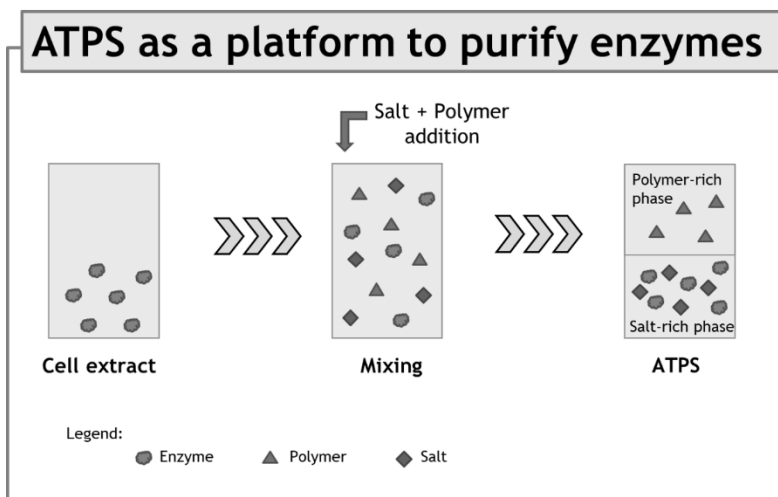 ATPS as a platform to purify enzymes
Salt + Polymer
addition
Polymer-rich
phase
Salt-rich phase
Cell extract
Mixing
ATPS
Legend:
Enzyme
Polymer
Salt